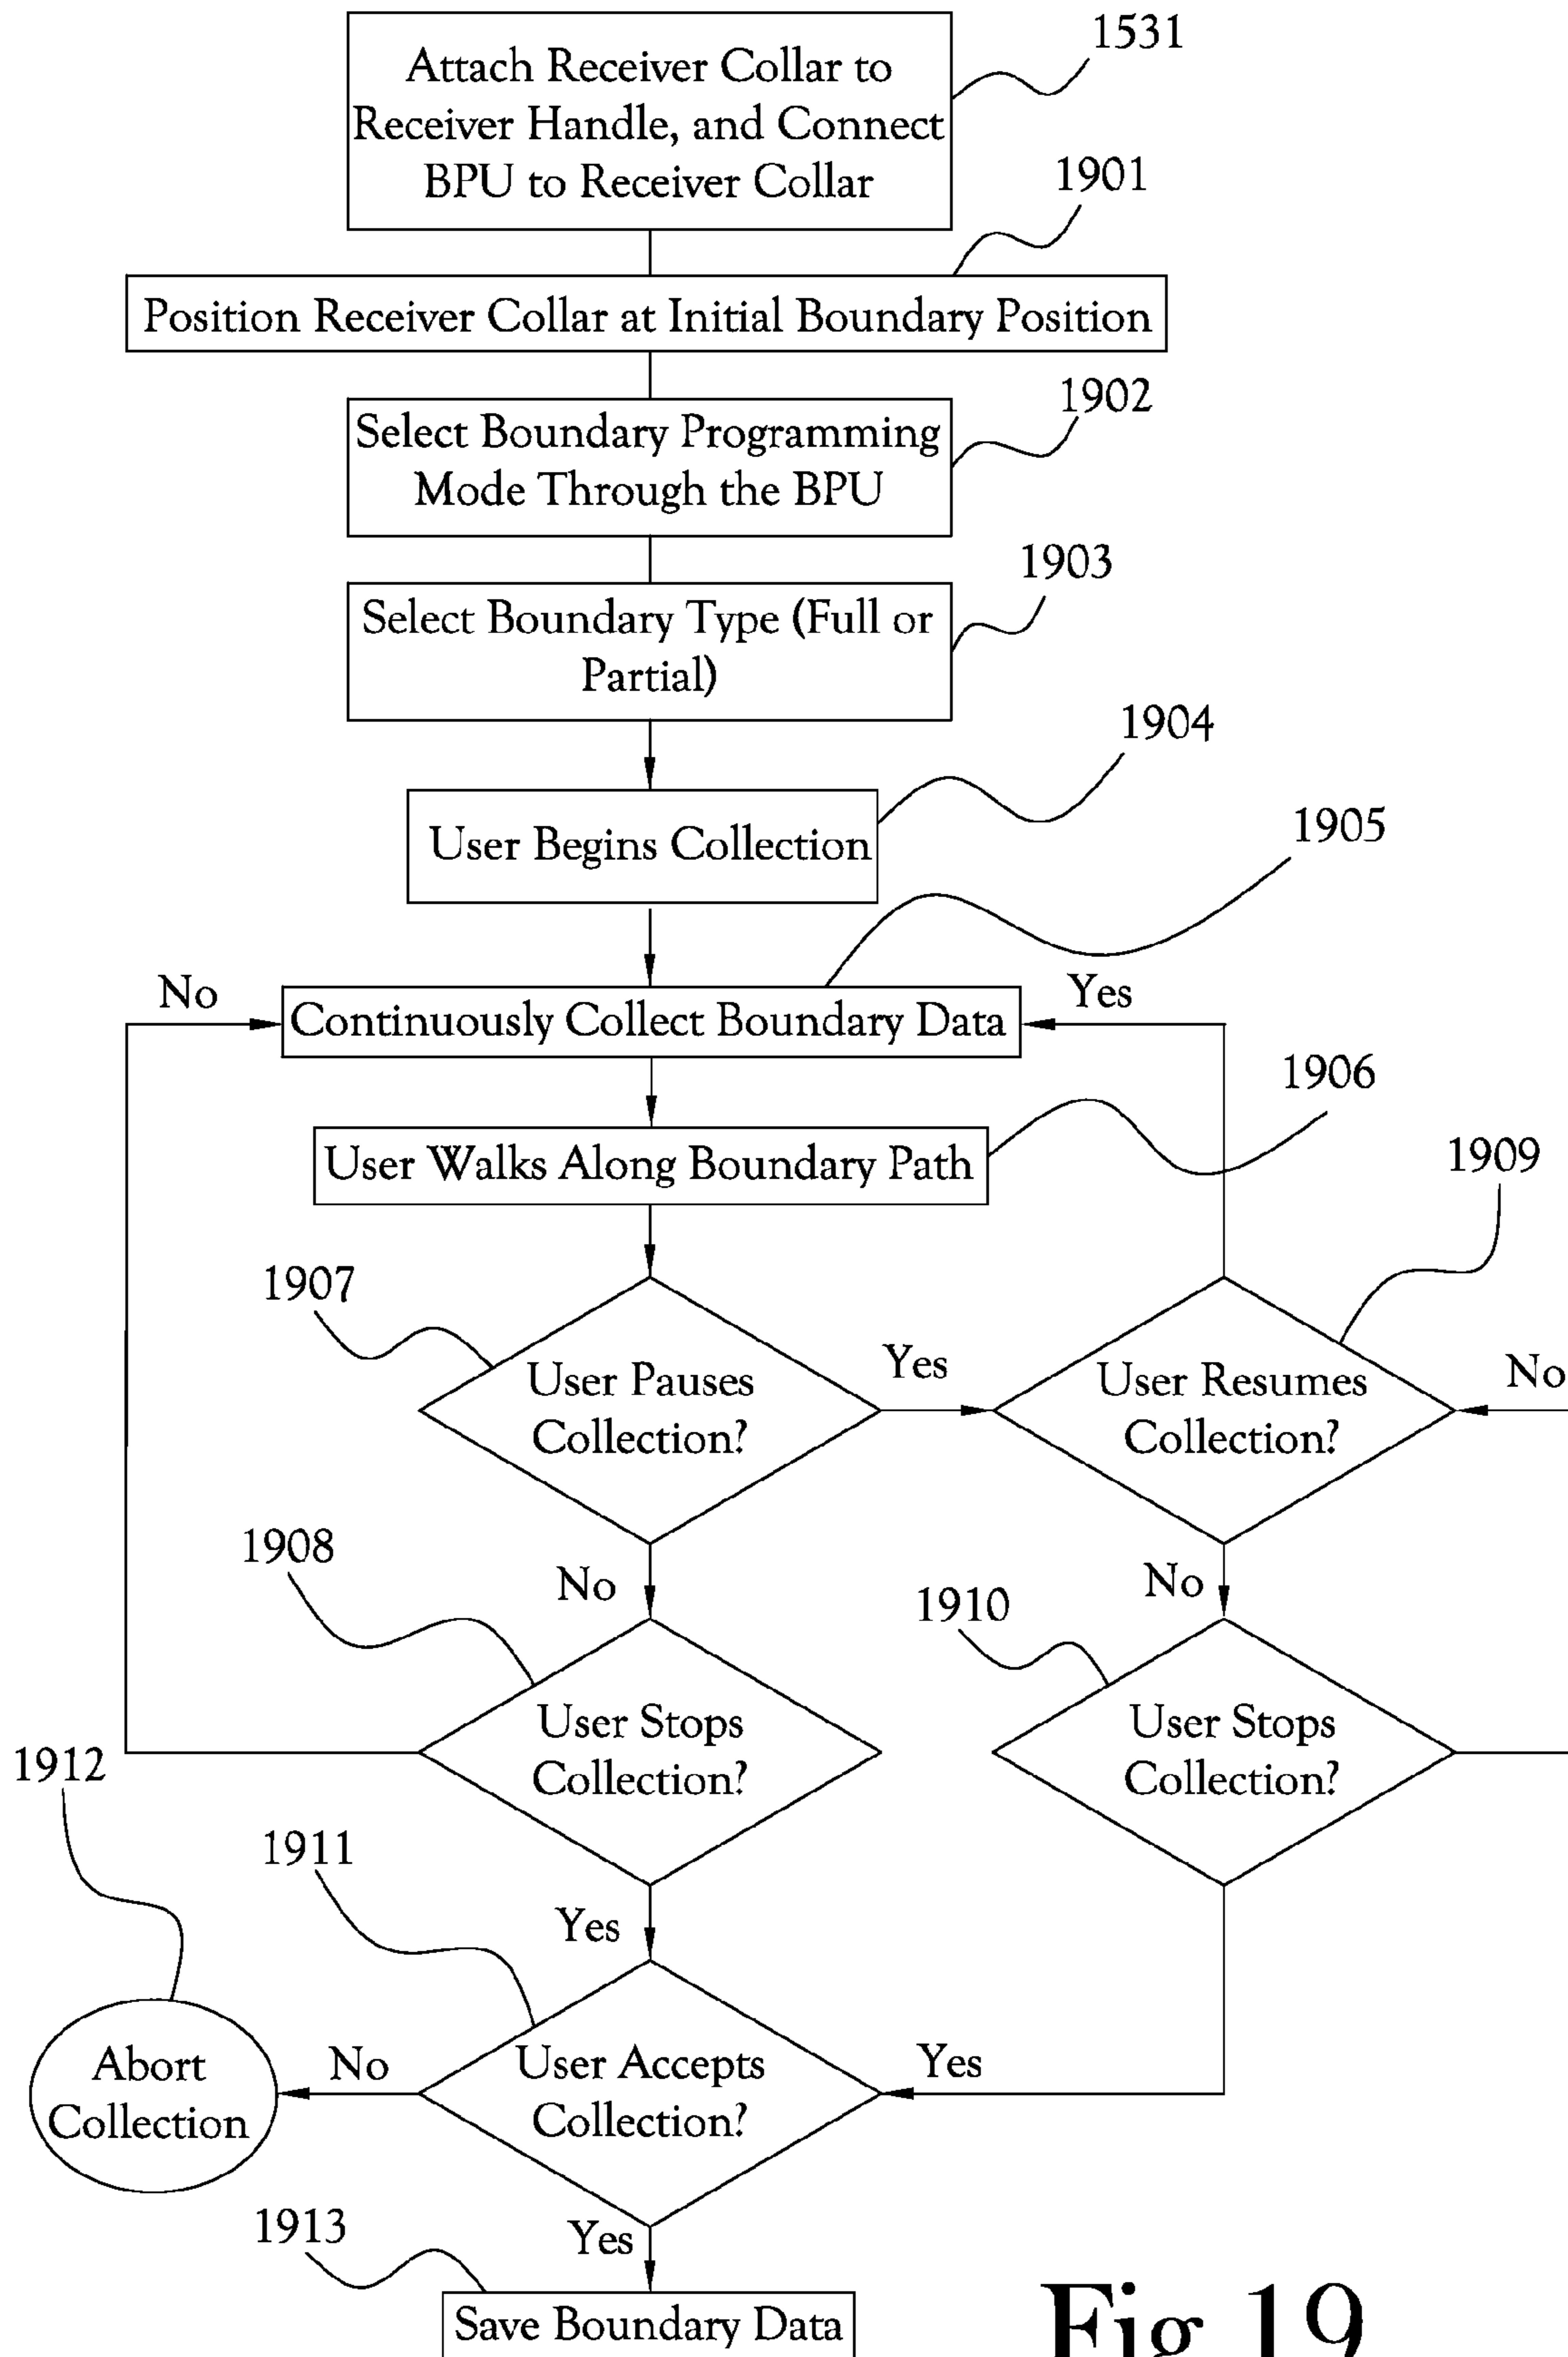 1531
Attach Receiver Collar to
Receiver Handle, and Connect
BPU to Receiver Collar
1901
Position Receiver Collar at Initial Boundary Position
1902
Select Boundary Programming
Mode Through the BPU
1903
Select Boundary Type (Full or
Partial)
1904
User Begins Collection
1905
No
Yes
Continuously Collect Boundary Data
1906
User Walks Along Boundary Path
1909
1907
User Pauses
Collection?
Yes
User Resumes
Collection?
No
1908
No
No
1910
User Stops
Collection?
User Stops
Collection?
1912
1911
Yes
Abort
Collection
No
User Accepts
Collection?
Yes
1913
Yes
Save Boundary Data
Fig 19